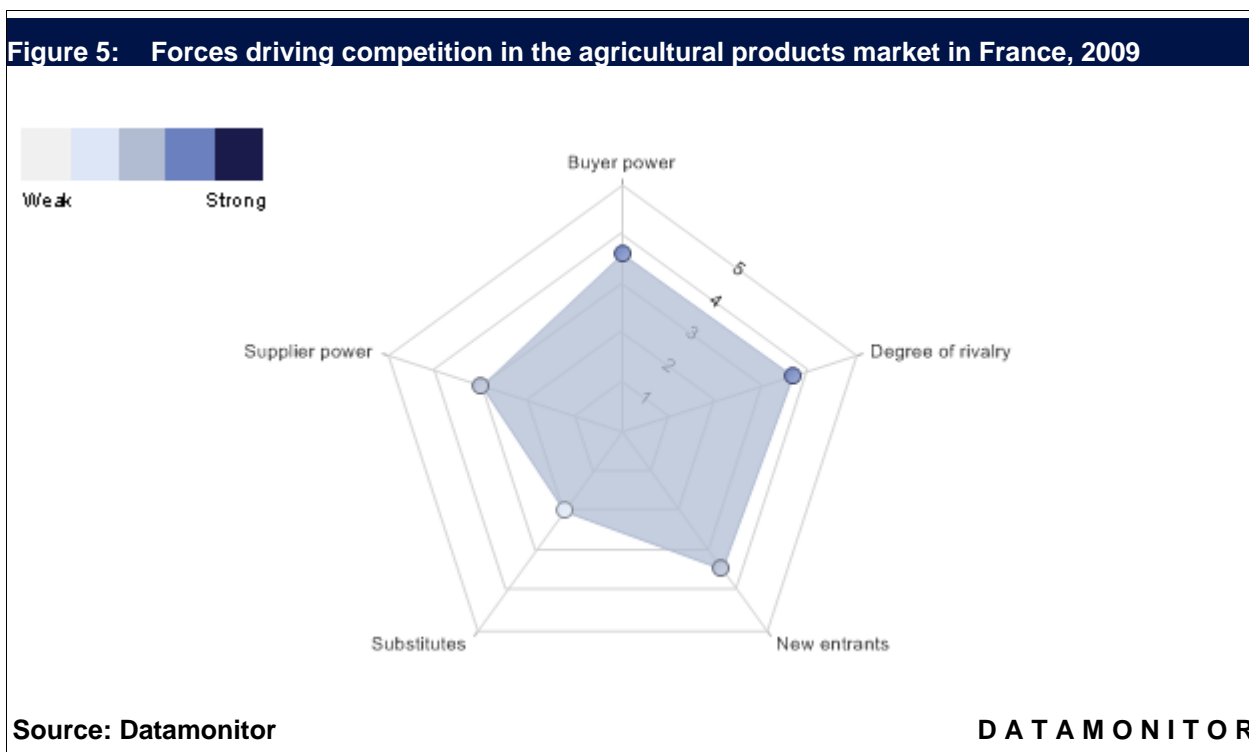 Figure 5: Forces driving competition in the agricultural products market in France, 2009
Weak Strong
Buyer power
5
4
3
2
1
Supplier power
Degree of rivalry
Substitutes
New entrants
Source: Datamonitor
DATAMONITOR